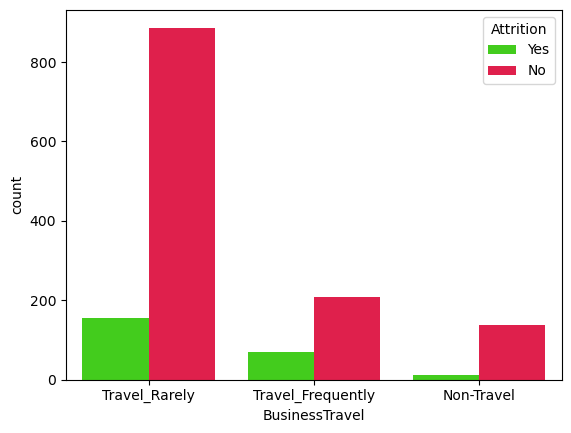 Attrition
Yes
No
800
600
400
200
0
count
Travel_Rarely
Travel_Frequently
Non-Travel
BusinessTravel